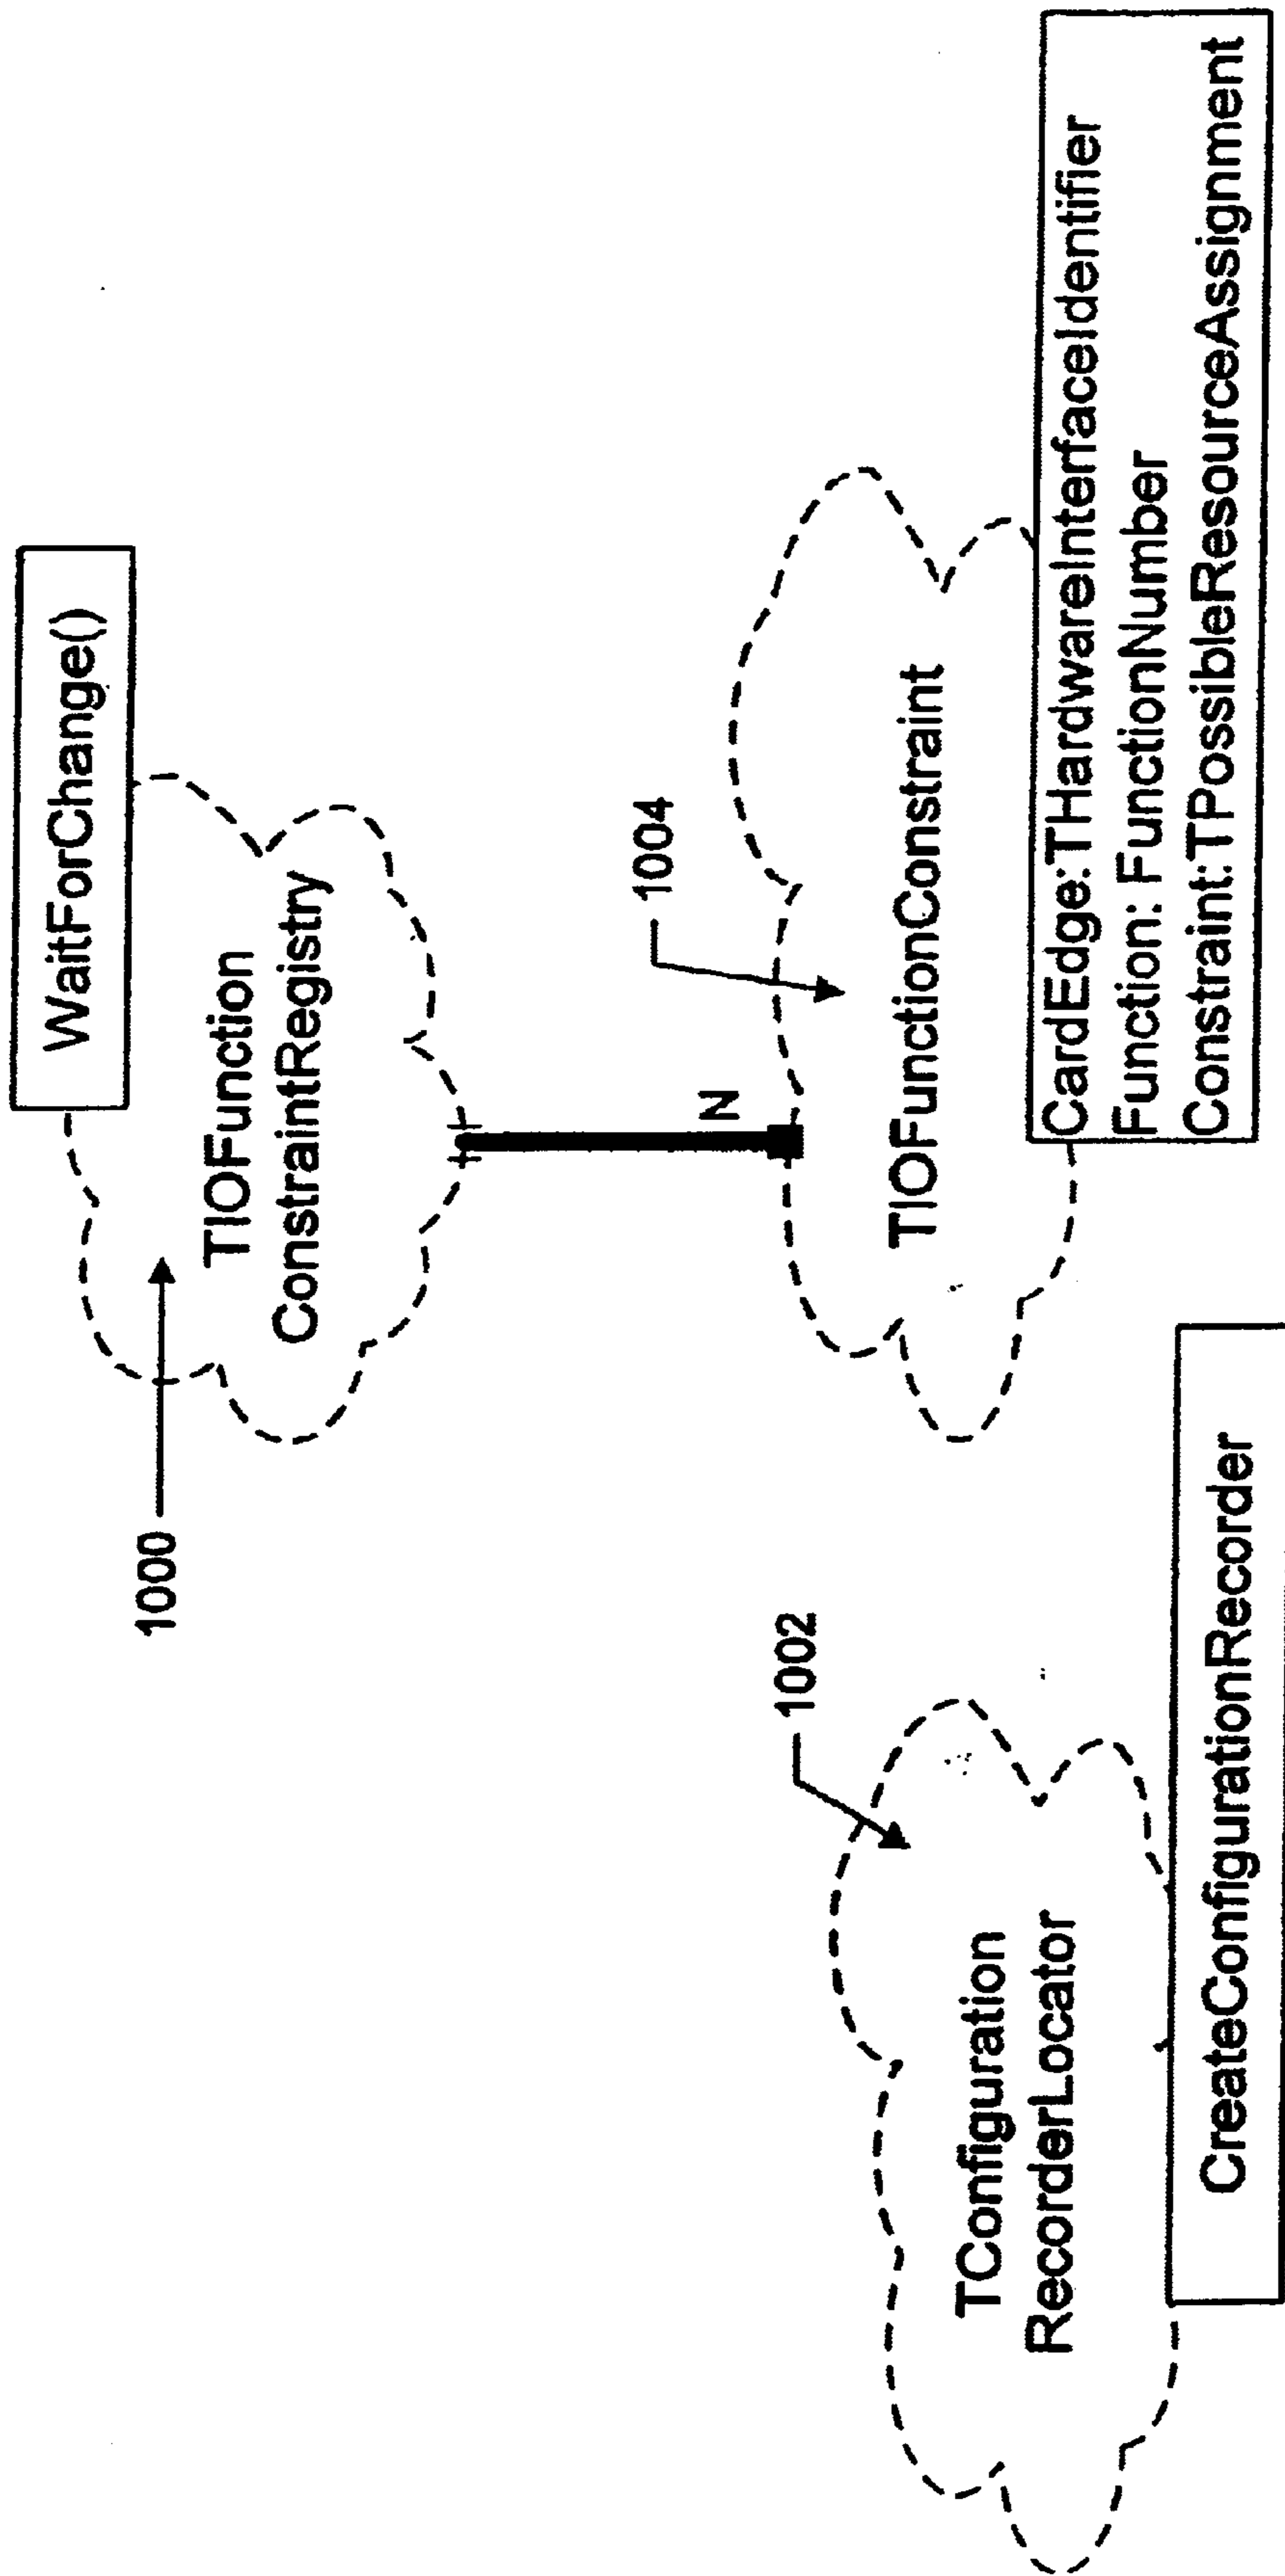 WaitForChange()
1000
TIOFunction
ConstraintRegistry
N
1002
1004
TConfiguration
RecorderLocator
TIOFunctionConstraint
CreateConfigurationRecorder
CardEdge:THardwareInterfaceIdentifier
Function: FunctionNumber
Constraint:TPossibleResourceAssignment